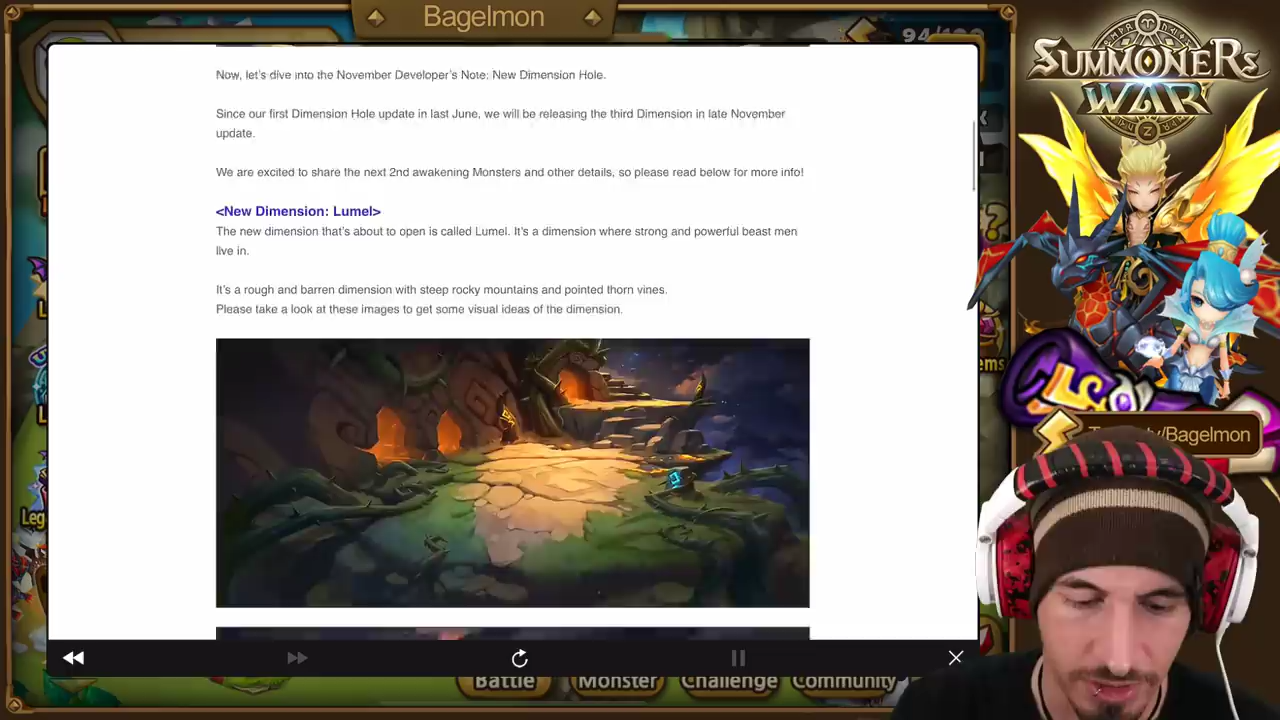 Bagelmon
94/1
SUMMONERS
WAR
Now, let's dive into the November Developer's Note: New Dimension Hole.
Since our first Dimension Hole update in last June, we will be releasing the third Dimension in late November
update.
We are excited to share the next 2nd awakening Monsters and other details, so please read below for more info!
<New Dimension: Lumel>
The new dimension that's about to open is called Lumel. It's a dimension where strong and powerful beast men
live in.
It's a rough and barren dimension with steep rocky mountains and pointed thorn vines.
Please take a look at these images to get some visual ideas of the dimension.
ems
/Bagelmon
Leg
Battle Monster Challenge Community